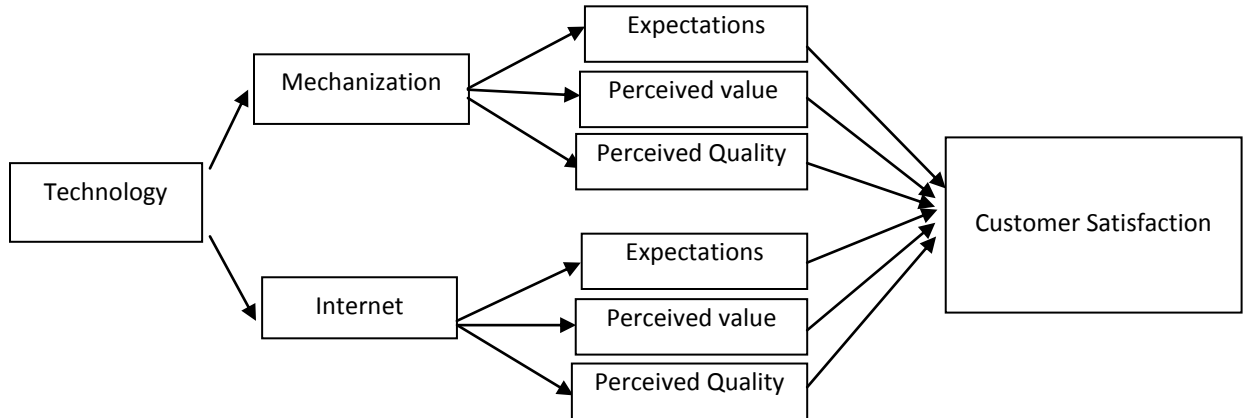 Expectations
Mechanization
Perceived value
Perceived Quality
Technology
Customer Satisfaction
Expectations
Internet
Perceived value
Perceived Quality